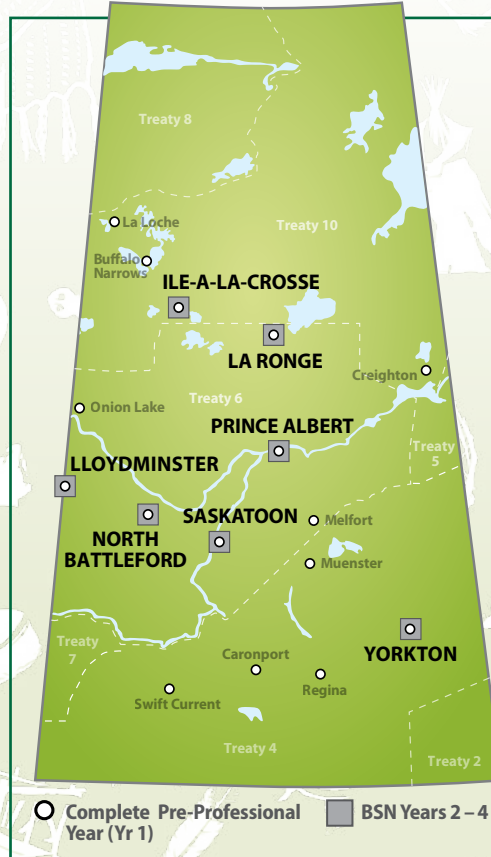 Treaty 8
La Loche
Treaty 10
Buffalo
Narrows
ILE-A-LA-CROSSE
LA RONGE
Creighton
Treaty 6
Onion Lake
PRINCE ALBERT
Treaty
5
LLOYDMINSTER
SASKATOON
NORTH
BATTLEFORD
Melfort
Muenster
Treaty
7
YORKTON
Caronport
Regina
Swift Current
Treaty 4
Treaty 2
Complete Pre-Professional
Year (Yr 1)
BSN Years 2 – 4